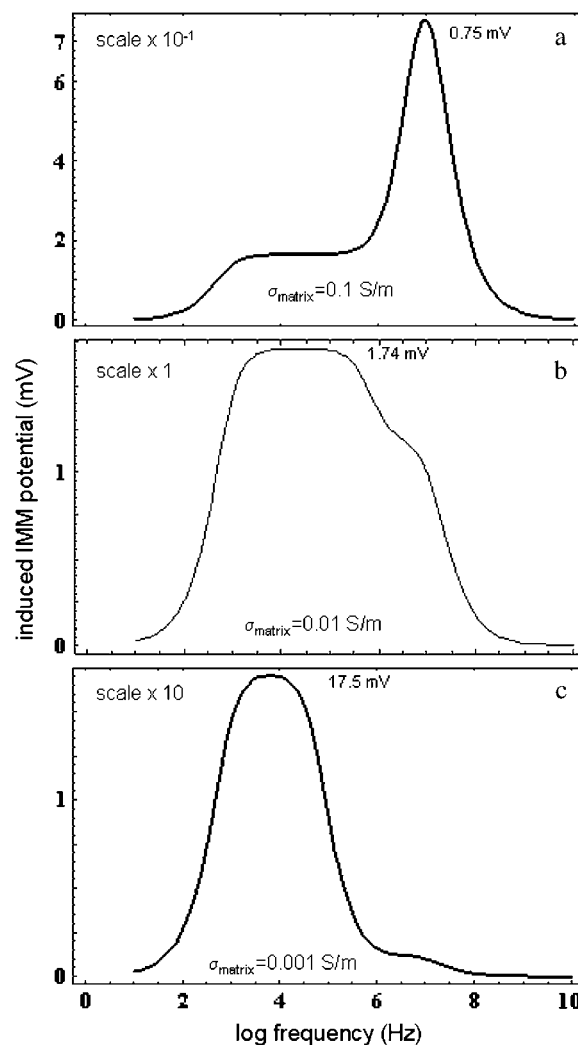 scale x 10⁻¹
0.75 mV
a
7
6
4
2
0
σmatrix=0.1 S/m
scale x 1
1.74 mV
b
1
0
σmatrix=0.01 S/m
scale x 10
17.5 mV
c
1
0
σmatrix=0.001 S/m
0 2 4 6 8 10
log frequency (Hz)
induced IMM potential (mV)